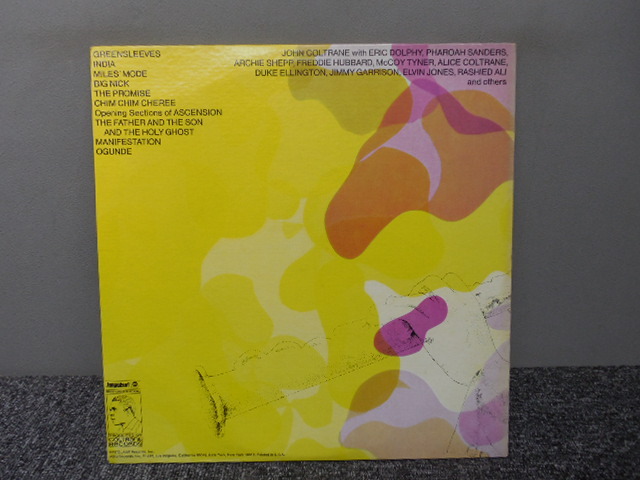 GREENSLEEVES
INDIA
MILES' MODE
BIG NICK
THE PROMISE
CHIM CHIM CHEREE
Opening Sections of ASCENSION
THE FATHER AND THE SON
AND THE HOLY GHOST
MANIFESTATION
OGUNDE
JOHN COLTRANE with ERIC DOLPHY, PHAROAH SANDERS,
ARCHIE SHEPP, FREDDIE HUBBARD, McCOY TYNER, ALICE COLTRANE,
DUKE ELLINGTON, JIMMY GARRISON, ELVIN JONES, RASHIED ALI
and others
impulse!